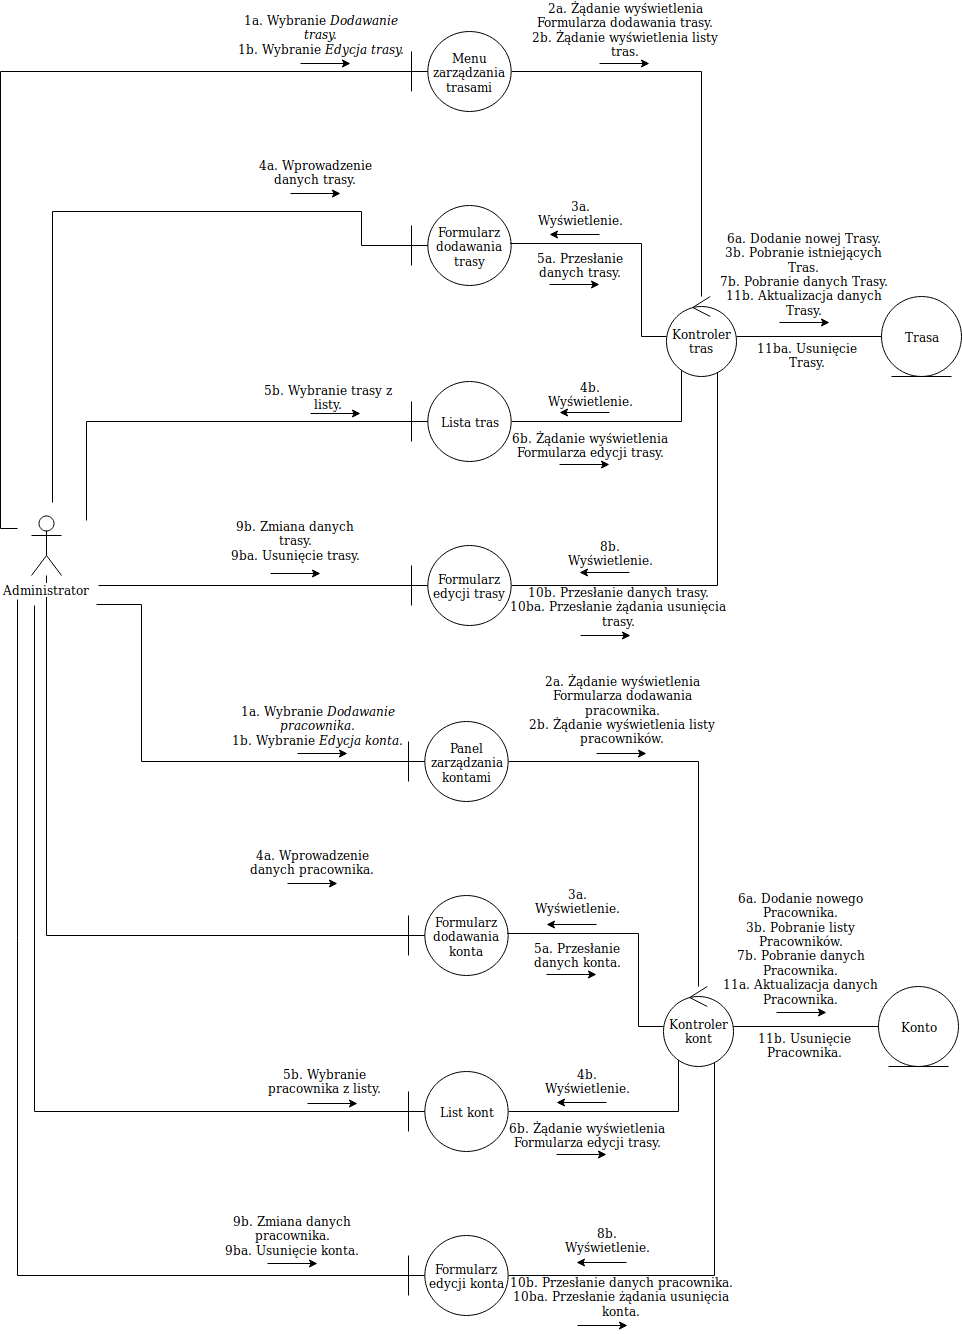 1a. Wybranie Dodawanie
trasy.
1b. Wybranie Edycja trasy.
Menu
zarządzania
trasami
2a. Żądanie wyświetlenia
Formularza dodawania trasy.
2b. Żądanie wyświetlenia listy
tras.
4a. Wprowadzenie
danych trasy.
Formularz
dodawania
trasy
3a.
Wyświetlenie.
5a. Przesłanie
danych trasy.
6a. Dodanie nowej Trasy.
3b. Pobranie istniejących
Tras.
7b. Pobranie danych Trasy.
11b. Aktualizacja danych
Trasy.
Kontroler
tras
Trasa
11ba. Usunięcie
Trasy.
5b. Wybranie trasy z
listy.
Lista tras
4b.
Wyświetlenie.
6b. Żądanie wyświetlenia
Formularza edycji trasy.
9b. Zmiana danych
trasy.
9ba. Usunięcie trasy.
Formularz
edycji trasy
8b.
Wyświetlenie.
10b. Przesłanie danych trasy.
10ba. Przesłanie żądania usunięcia
trasy.
Administrator
1a. Wybranie Dodawanie
pracownika.
1b. Wybranie Edycja konta.
Panel
zarządzania
kontami
2a. Żądanie wyświetlenia
Formularza dodawania
pracownika.
2b. Żądanie wyświetlenia listy
pracowników.
4a. Wprowadzenie
danych pracownika.
Formularz
dodawania
konta
3a.
Wyświetlenie.
5a. Przesłanie
danych konta.
6a. Dodanie nowego
Pracownika.
3b. Pobranie listy
Pracowników.
7b. Pobranie danych
Pracownika.
11a. Aktualizacja danych
Pracownika.
Kontroler
kont
Konto
11b. Usunięcie
Pracownika.
5b. Wybranie
pracownika z listy.
List kont
4b.
Wyświetlenie.
6b. Żądanie wyświetlenia
Formularza edycji trasy.
9b. Zmiana danych
pracownika.
9ba. Usunięcie konta.
Formularz
edycji konta
8b.
Wyświetlenie.
10b. Przesłanie danych pracownika.
10ba. Przesłanie żądania usunięcia
konta.